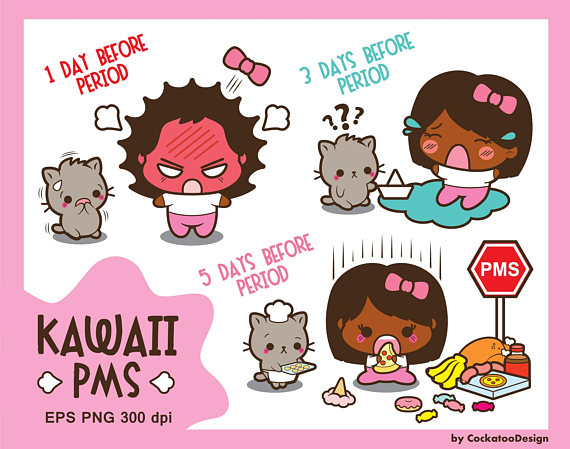 1 DAY BEFORE
PERIOD
3 DAYS BEFORE
PERIOD
???
5 DAYS BEFORE
PERIOD
PMS
KAWAII
PMS
EPS PNG 300 dpi
by CockatooDesign